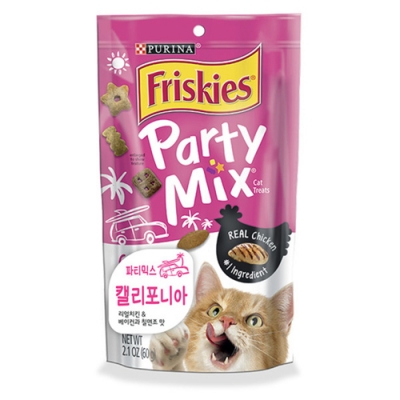 PURINA
Friskies®
Party
Mix®
Cat
Treats
REAL Chicken
#1 Ingredient
파티믹스
캘리포니아
리얼치킨 &
베이컨과 칠면조 맛
NET WT
2.1 OZ (60g